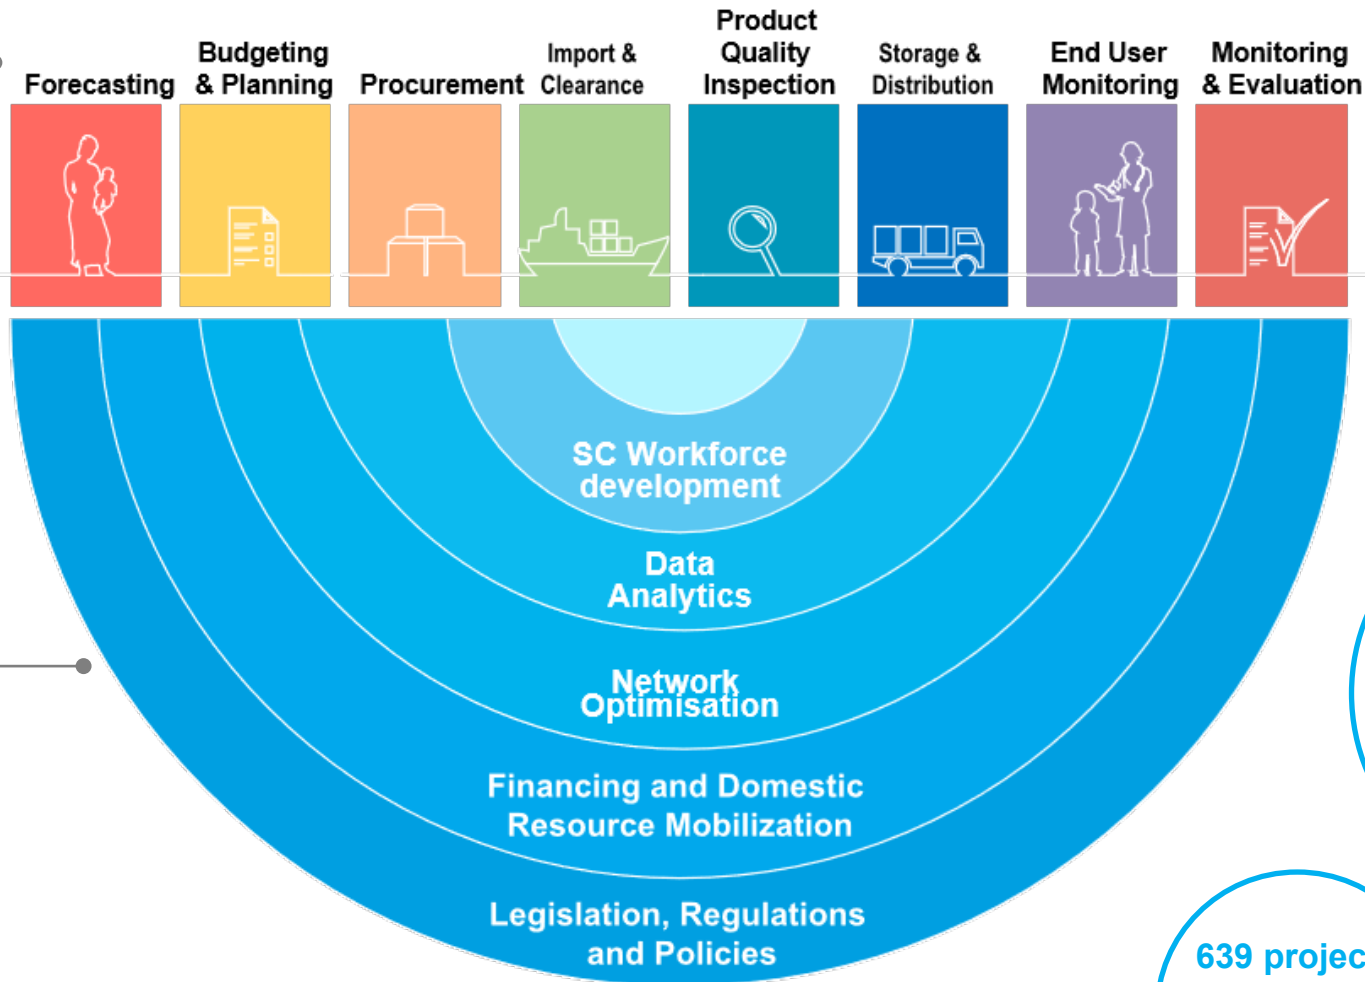 Forecasting
Budgeting
& Planning
Procurement
Import &
Clearance
Product
Quality
Inspection
Storage &
Distribution
End User
Monitoring
Monitoring
& Evaluation
SC Workforce
development
Data
Analytics
Network
Optimisation
Financing and Domestic
Resource Mobilization
Legislation, Regulations
and Policies
639 projec